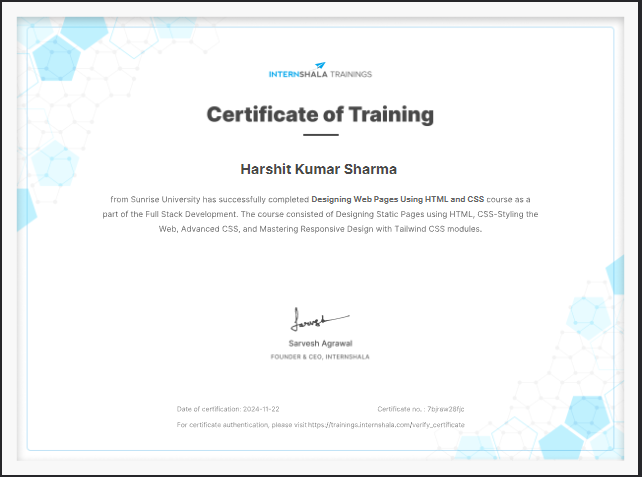 INTERNSHALA TRAININGS
Certificate of Training
Harshit Kumar Sharma
from Sunrise University has successfully completed Designing Web Pages Using HTML and CSS course as a
part of the Full Stack Development. The course consisted of Designing Static Pages using HTML, CSS-Styling the
Web, Advanced CSS, and Mastering Responsive Design with Tailwind CSS modules.
Sarvesh Agrawal
FOUNDER & CEO, INTERNSHALA
Date of certification: 2024-11-22
Certificate no. : 7bjraw28fjc
For certificate authentication, please visit https://trainings.internshala.com/verify_certificate